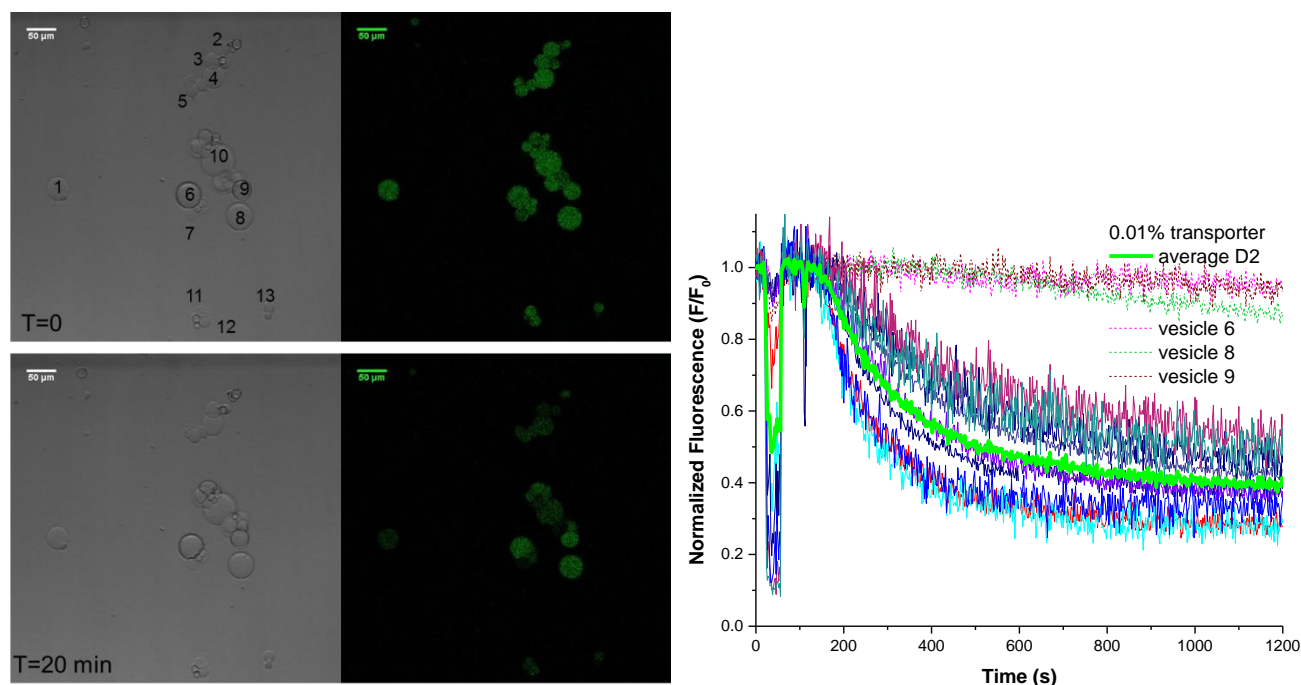 50 µm
50 µm
2
3
4
5
10
1
6
9
8
7
11
13
12
T=0
50 µm
50 µm
T=20 min
0.01% transporter
average D2
vesicle 6
vesicle 8
vesicle 9
Normalized Fluorescence (F/F₀)
1.0
0.8
0.6
0.4
0.2
0.0
0
200
400
600
800
1000
1200
Time (s)